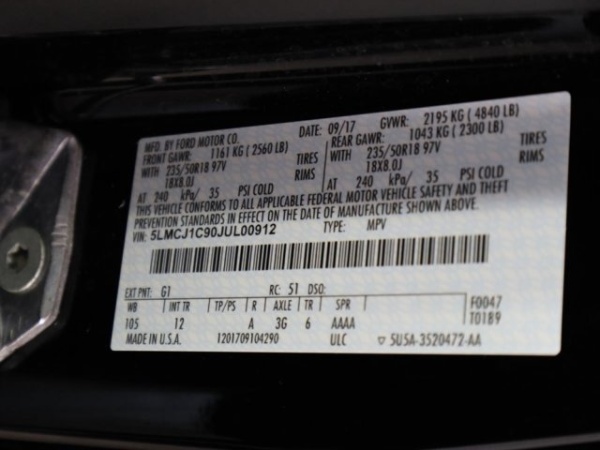 MFD. BY FORD MOTOR CO. DATE: 09/17 GVWR: 2195 KG ( 4840 LB)
FRONT GAWR: 1161 KG ( 2560 LB) REAR GAWR: 1043 KG ( 2300 LB)
WITH 235/50R18 97V TIRES WITH 235/50R18 97V TIRES
18X8.0J RIMS 18X8.0J RIMS
AT 240 kPa/ 35 PSI COLD AT 240 kPa/ 35 PSI COLD
THIS VEHICLE CONFORMS TO ALL APPLICABLE FEDERAL MOTOR VEHICLE SAFETY AND THEFT
PREVENTION STANDARDS IN EFFECT ON THE DATE OF MANUFACTURE SHOWN ABOVE.
VIN: 5LMCJ1C90JUL00912 TYPE: MPV
EXT PNT: G1 RC: 51 DSO:
WB INT TR TP/PS R AXLE TR SPR F0047
105 12 A 3G 6 AAAA T0189
MADE IN U.S.A. 1201709104290 ULC ▽ 5U5A-3520472-AA